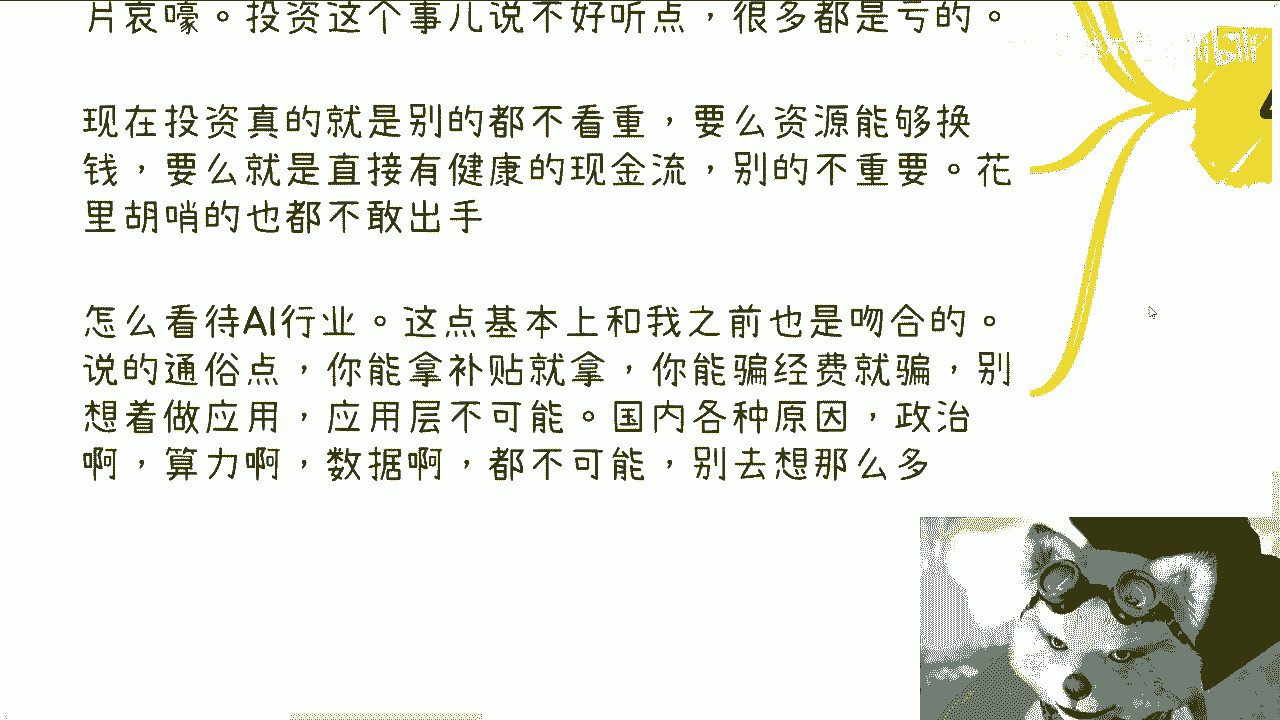 片哀嚎。投资这个事儿说不好听点，很多都是亏的。
现在投资真的就是别的都不看重，要么资源能够换
钱，要么就是直接有健康的现金流，别的不重要。花
里胡哨的也都不敢出手
怎么看待AI行业。这点基本上和我之前也是吻合的。
说的通俗点，你能拿补贴就拿，你能骗经费就骗，别
想着做应用，应用层不可能。国内各种原因，政治
啊，算力啊，数据啊，都不可能，别去想那么多